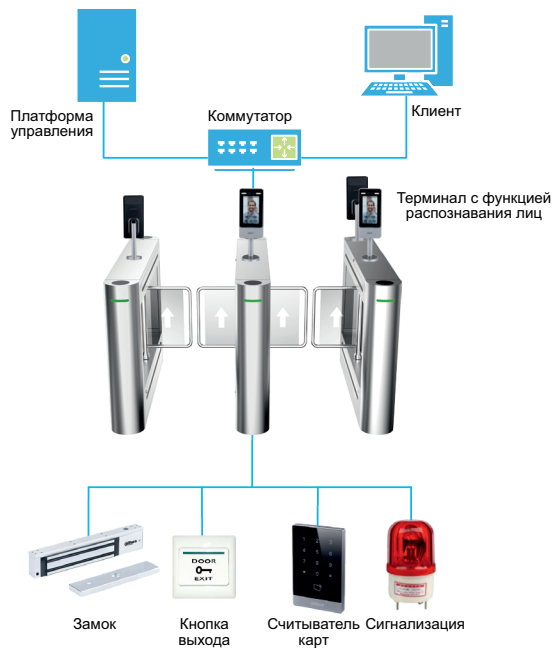 Платформа
управления
Коммутатор
Клиент
Терминал с функцией
распознавания лиц
DOOR
EXIT
Замок
Кнопка
выхода
Считыватель
карт
Сигнализация